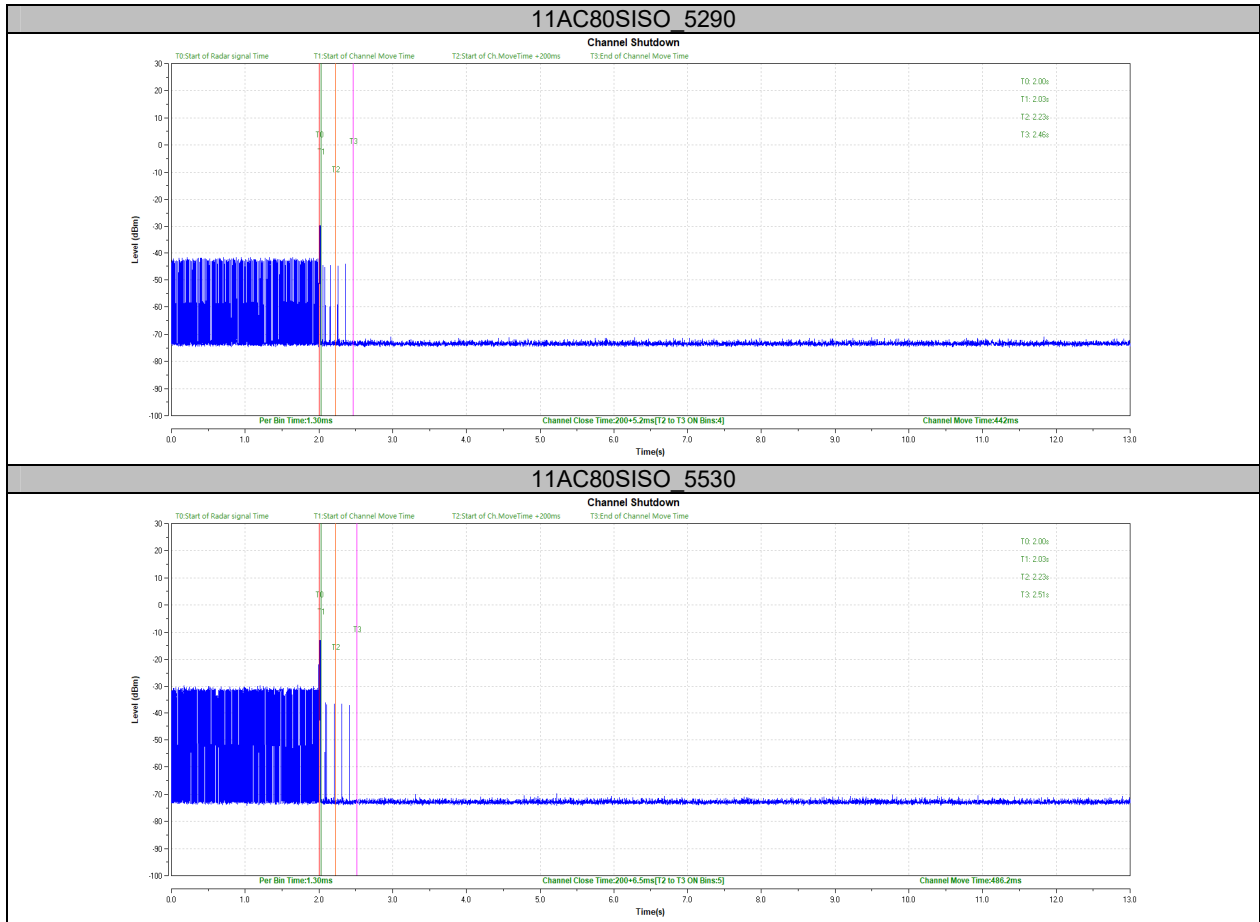 11AC80SISO_5290
Channel Shutdown
T0:Start of Radar signal Time T1:Start of Channel Move Time T2:Start of Ch.MoveTime +200ms T3:End of Channel Move Time
30
20
10
0
-10
-20
-30
-40
-50
-60
-70
-80
-90
-100
Level (dBm)
T0
T1
T2
T3
T0: 2.00s
T1: 2.03s
T2: 2.23s
T3: 2.46s
Per Bin Time:1.30ms Channel Close Time:200+5.2ms[T2 to T3 ON Bins:4] Channel Move Time:442ms
0.0 1.0 2.0 3.0 4.0 5.0 6.0 7.0 8.0 9.0 10.0 11.0 12.0 13.0
Time(s)
11AC80SISO_5530
Channel Shutdown
T0:Start of Radar signal Time T1:Start of Channel Move Time T2:Start of Ch.MoveTime +200ms T3:End of Channel Move Time
30
20
10
0
-10
-20
-30
-40
-50
-60
-70
-80
-90
-100
Level (dBm)
T0
T1
T2
T3
T0: 2.00s
T1: 2.03s
T2: 2.23s
T3: 2.51s
Per Bin Time:1.30ms Channel Close Time:200+6.5ms[T2 to T3 ON Bins:5] Channel Move Time:486.2ms
0.0 1.0 2.0 3.0 4.0 5.0 6.0 7.0 8.0 9.0 10.0 11.0 12.0 13.0
Time(s)